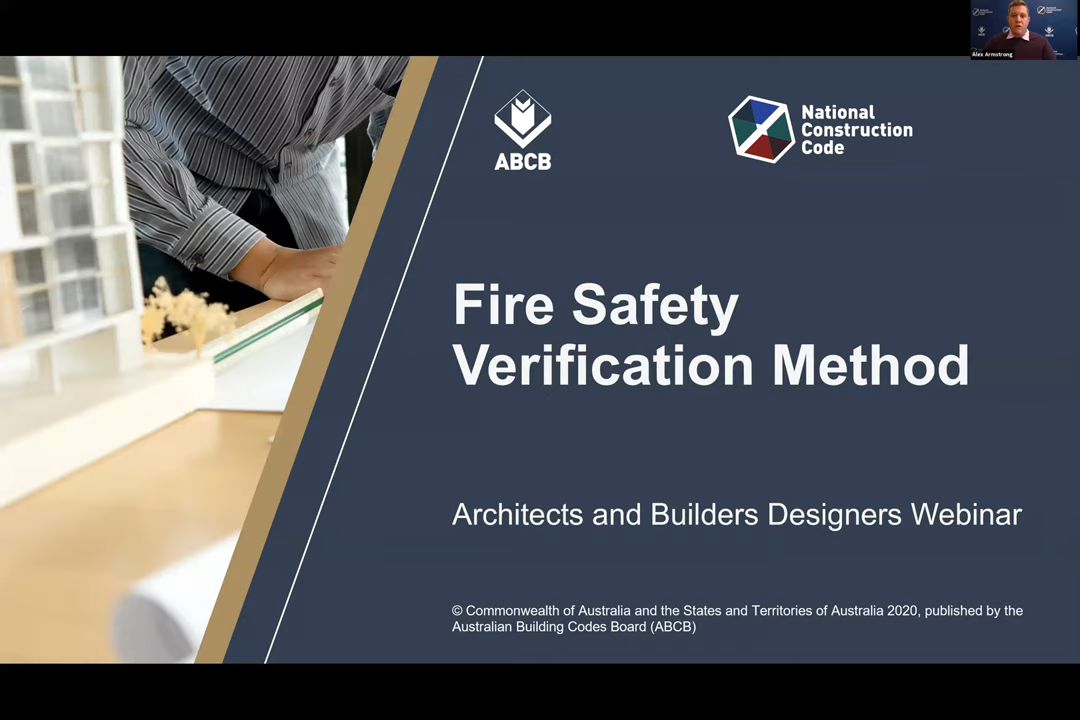 Alex Armstrong
ABCB
National
Construction
Code
Fire Safety
Verification Method
Architects and Builders Designers Webinar
© Commonwealth of Australia and the States and Territories of Australia 2020, published by the
Australian Building Codes Board (ABCB)